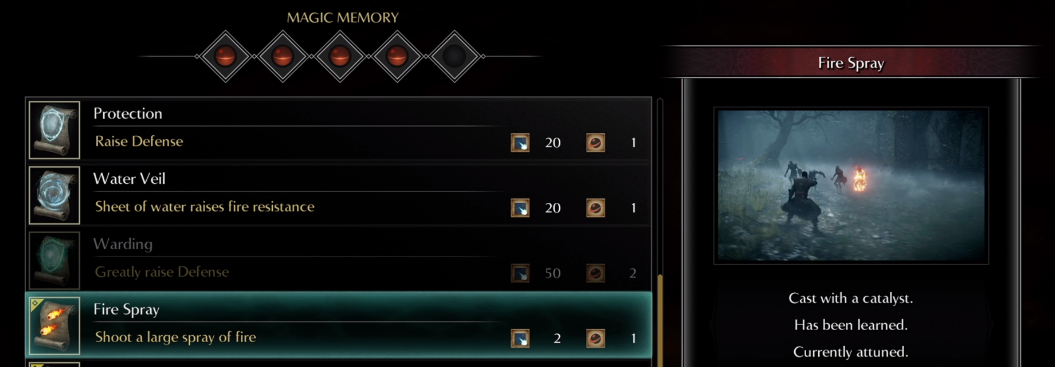 MAGIC MEMORY
Protection
Raise Defense
20 1
Water Veil
Sheet of water raises fire resistance
20 1
Warding
Greatly raise Defense
50 2
Fire Spray
Shoot a large spray of fire
2 1
Fire Spray
Cast with a catalyst.
Has been learned.
Currently attuned.